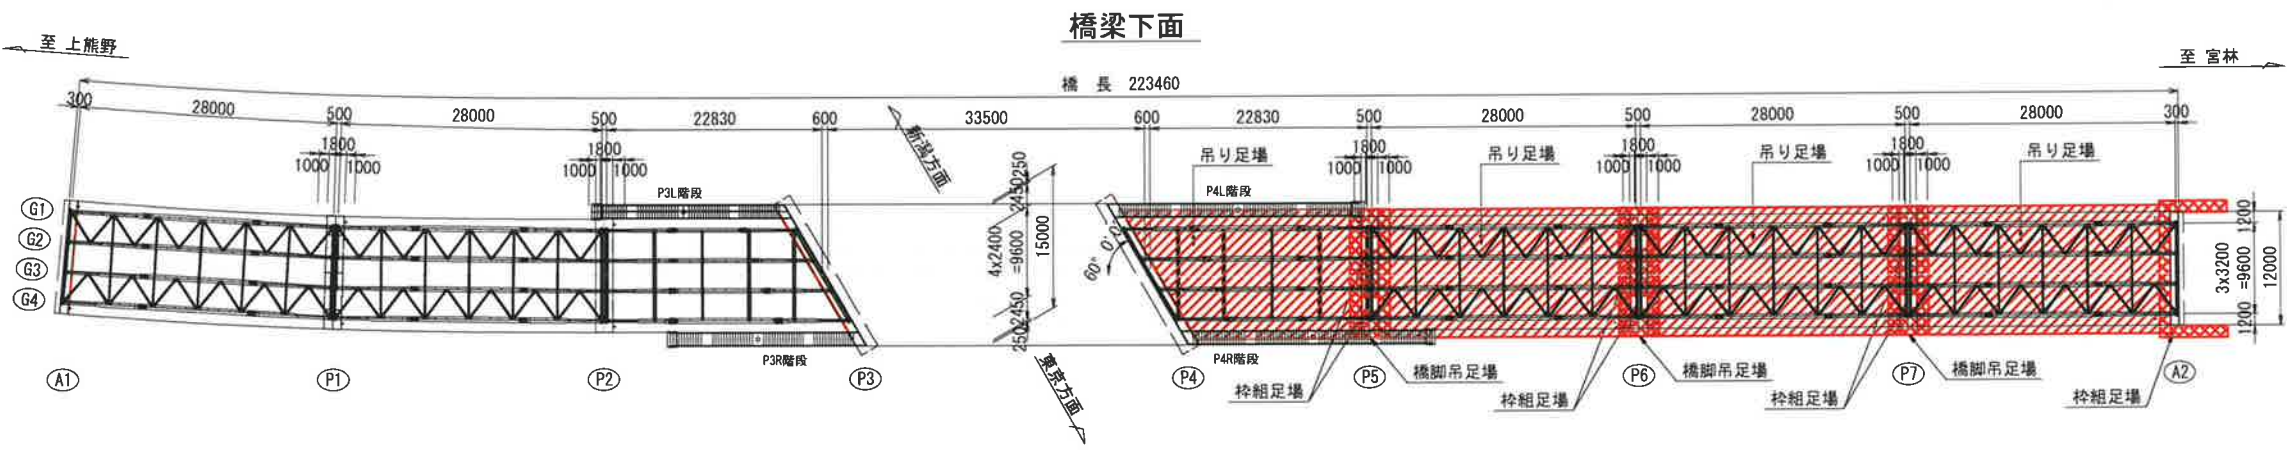 橋梁下面
至 上熊野
至 宮林
橋 長 223460
300 28000 500 28000 500 22830 600 33500 600 22830 500 28000 500 28000 500 28000 300
1800
1000 1000
1800
1000 1000
1800
1000 1000
1800
1000 1000
1800
1000 1000
新潟方面
吊り足場
吊り足場
吊り足場
吊り足場
P3L階段
P4L階段
G1
G2
G3
G4
2450 250
4x2400
=9600
15000
2450
250
60° 0' 0"
1200
3x3200
=9600
12000
1200
P3R階段
P4R階段
東京方面
A1
P1
P2
P3
P4
P5
P6
P7
A2
橋脚吊足場
橋脚吊足場
橋脚吊足場
枠組足場
枠組足場
枠組足場
枠組足場